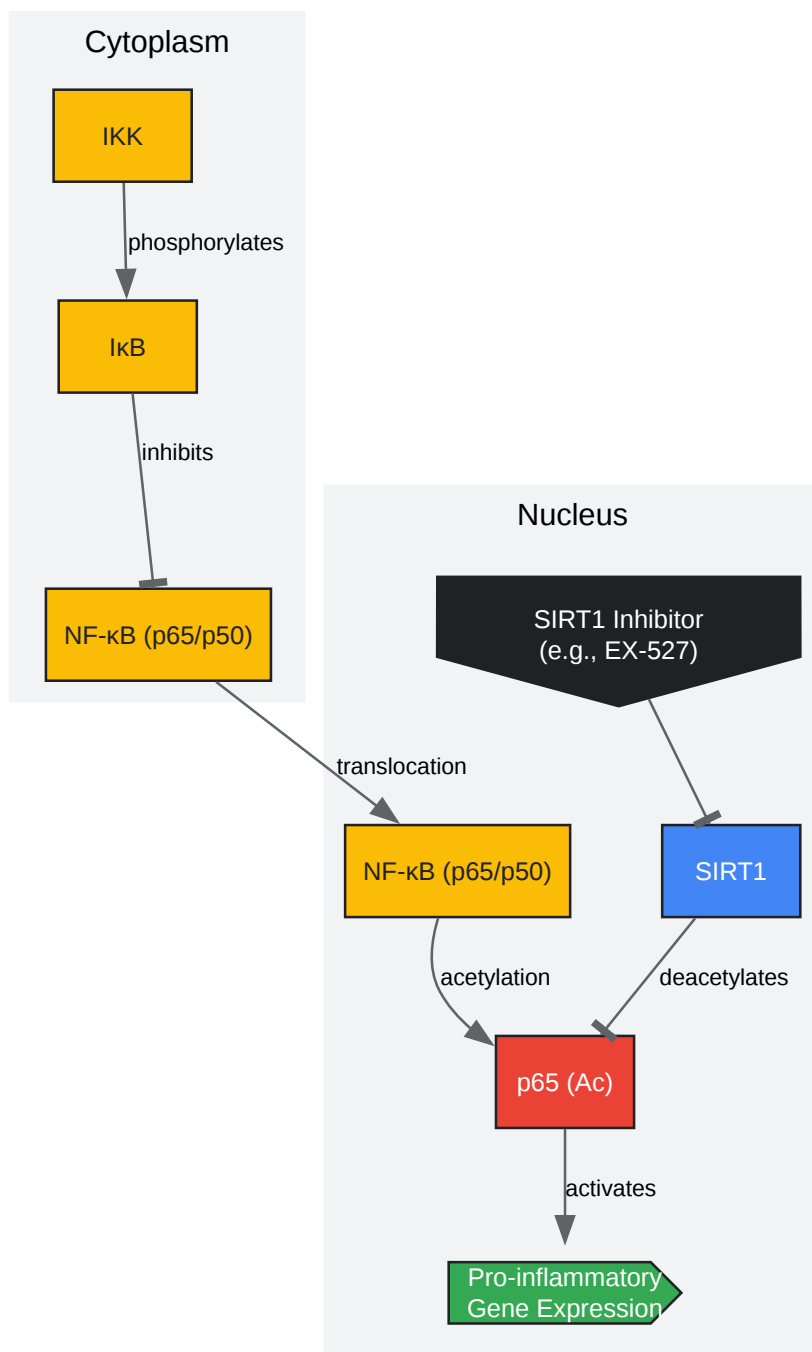 Cytoplasm
IKK
phosphorylates
IκB
inhibits
NF-κB (p65/p50)
Nucleus
SIRT1 Inhibitor
(e.g., EX-527)
translocation
NF-κB (p65/p50)
SIRT1
acetylation
deacetylates
p65 (Ac)
activates
Pro-inflammatory
Gene Expression